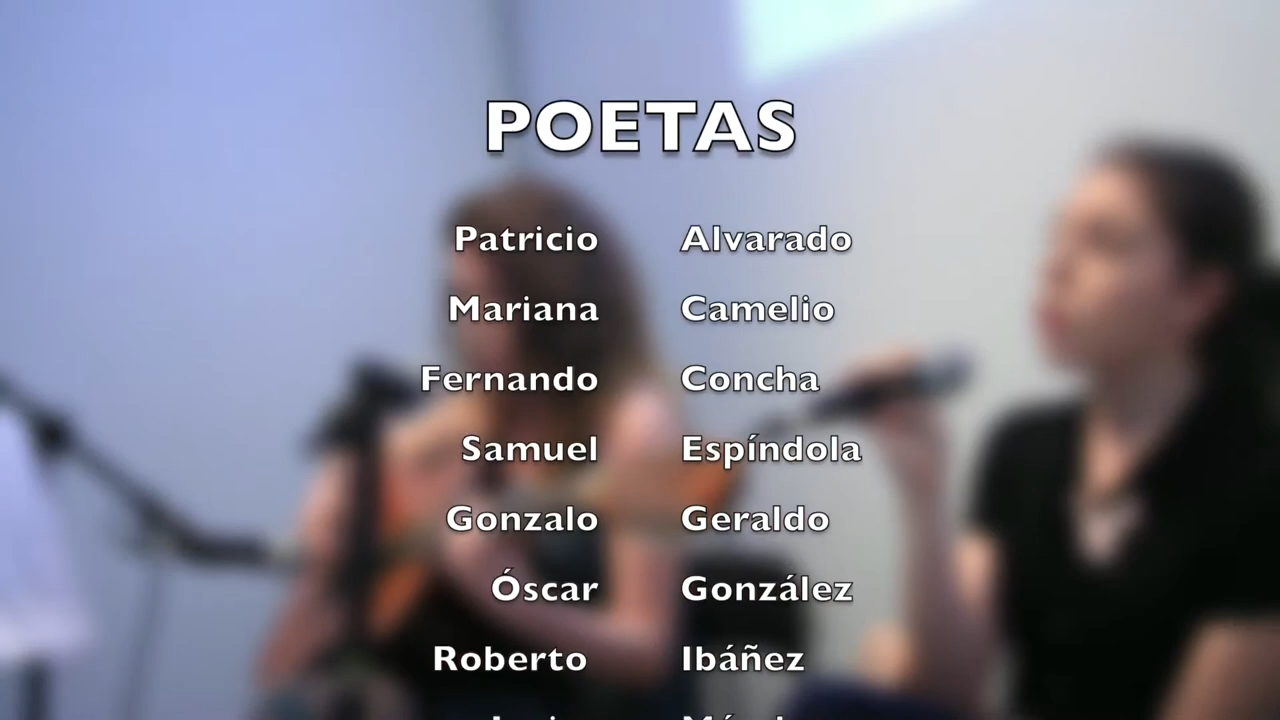 POETAS
Patricio Alvarado
Mariana Camelio
Fernando Concha
Samuel Espíndola
Gonzalo Geraldo
Óscar González
Roberto Ibáñez